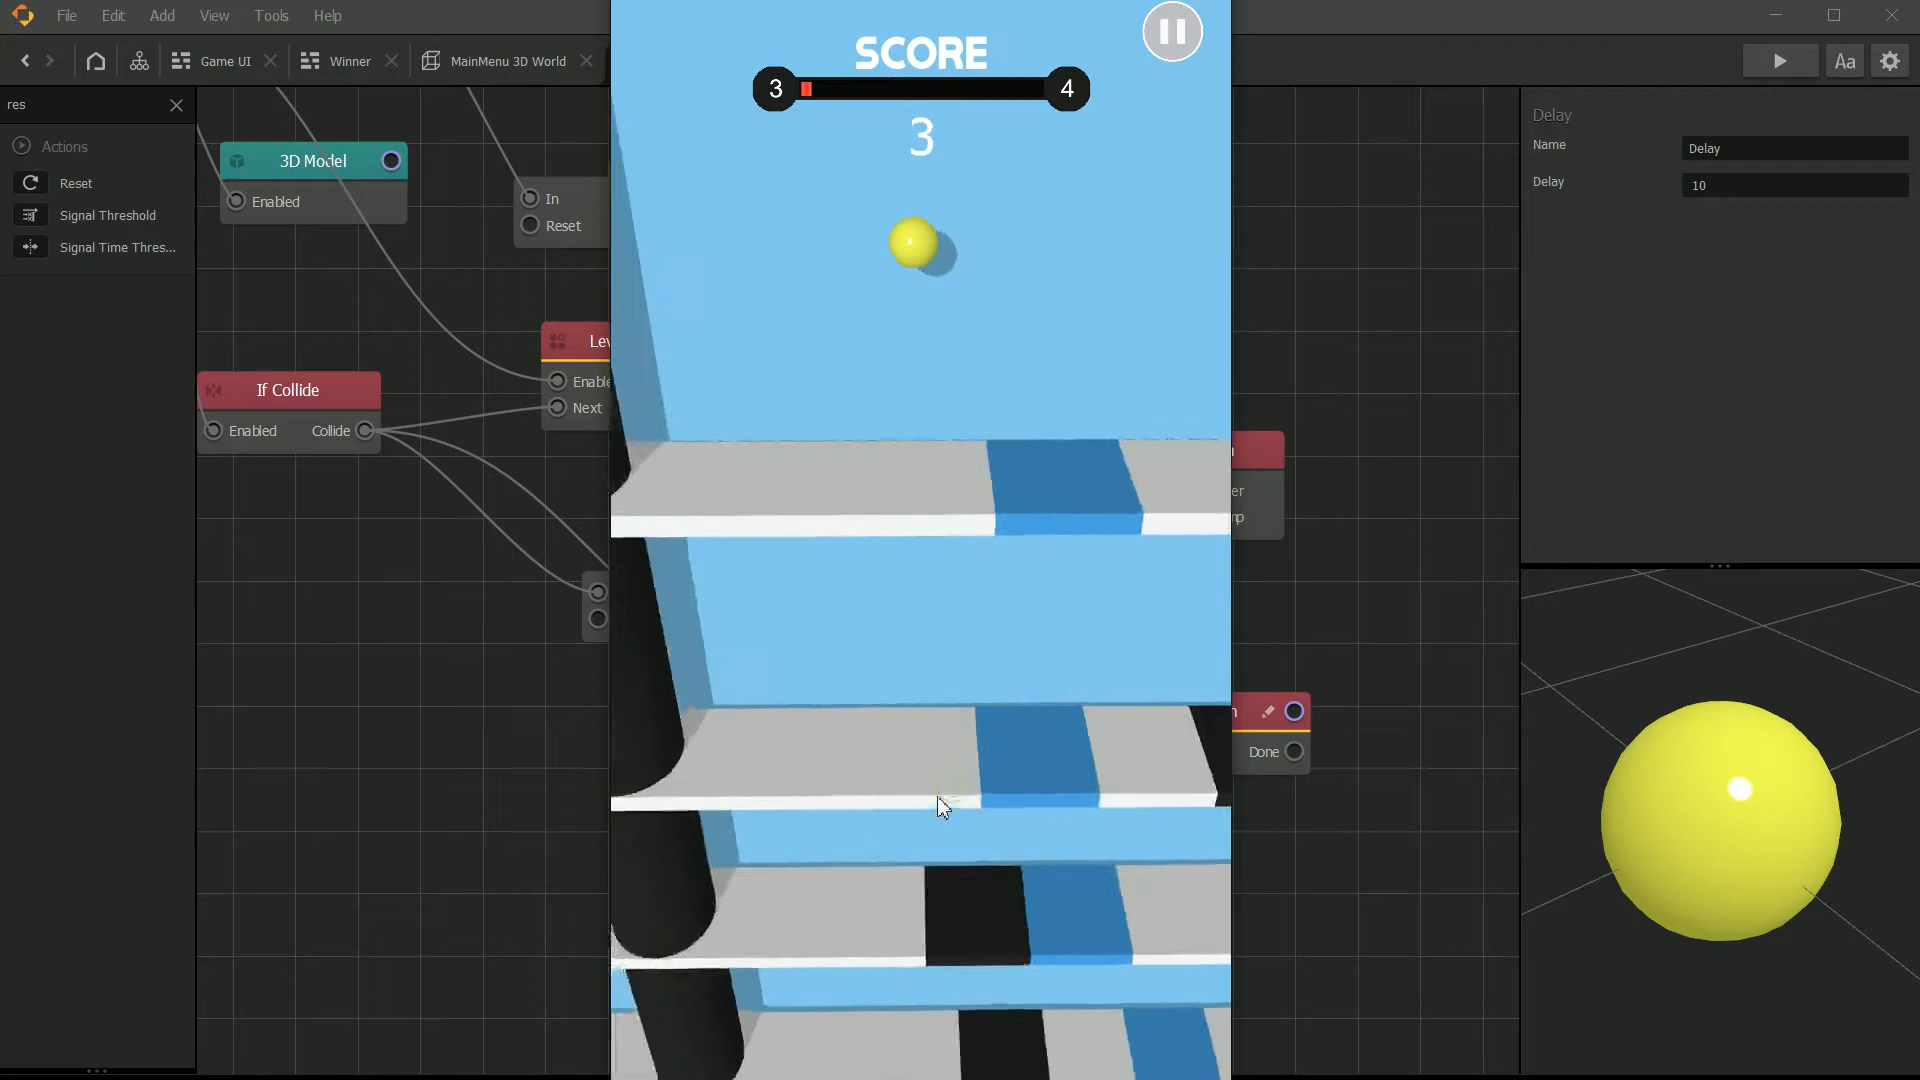 File Edit Add View Tools Help
Game UI
Winner
MainMenu 3D World
Aa
res
Actions
Reset
Signal Threshold
Signal Time Thres...
3D Model
Enabled
In
Reset
If Collide
Enabled Collide
Next
SCORE
3 4
3
Done
Delay
Name Delay
Delay 10